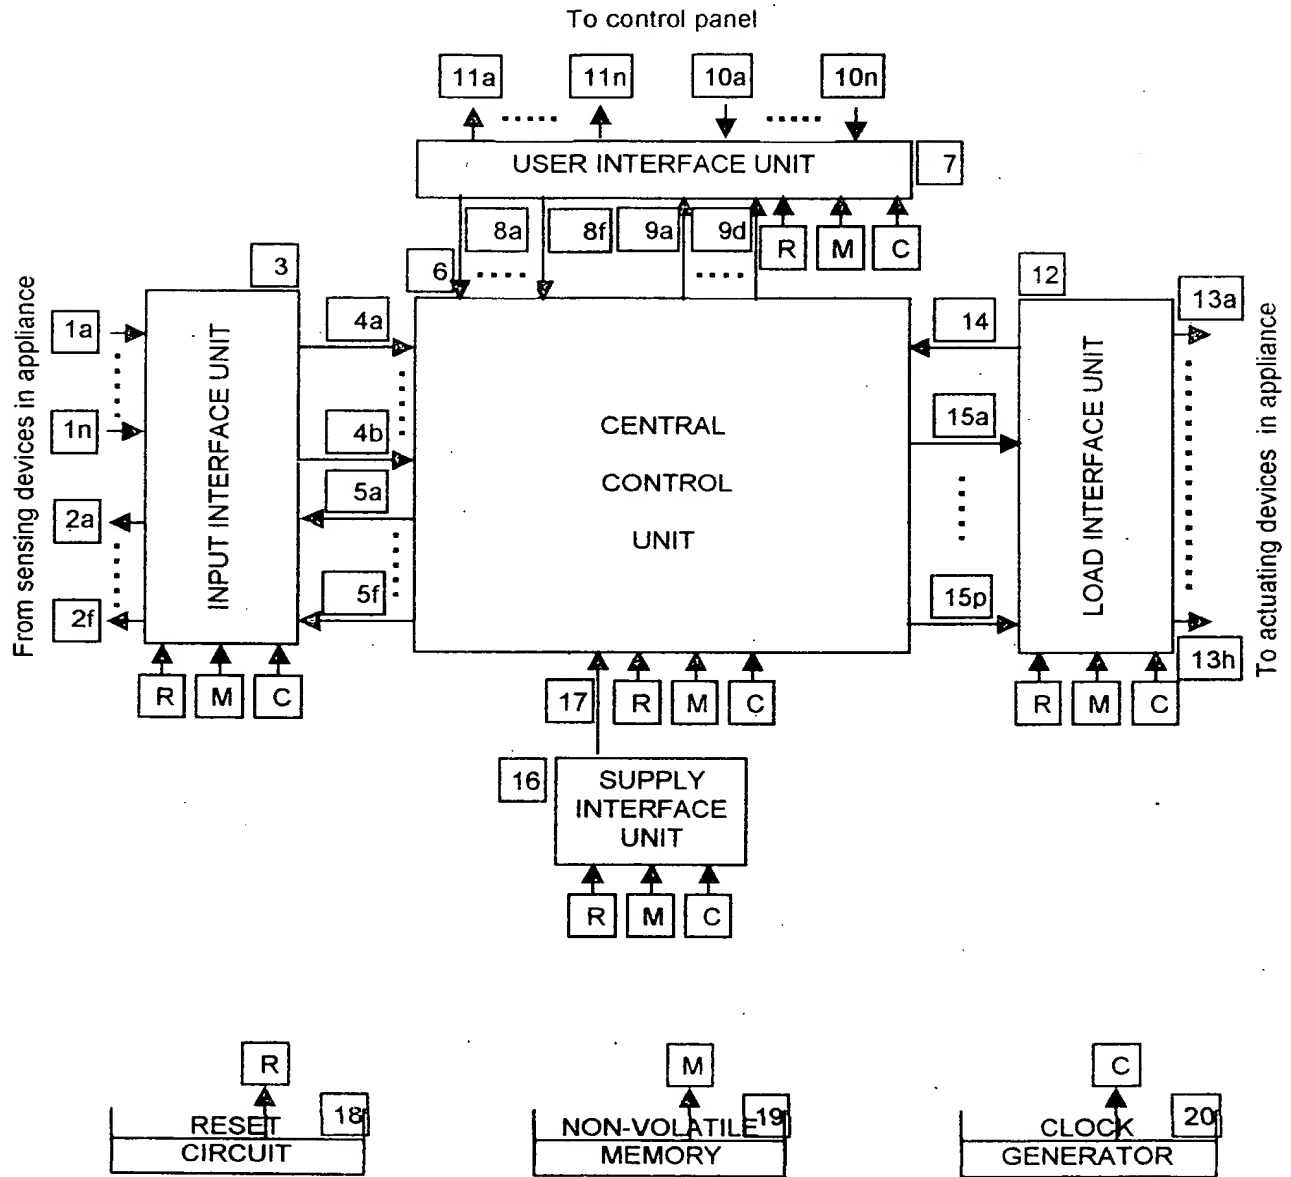 To control panel
11a
11n
10a
10n
USER INTERFACE UNIT
7
8a
8f
9a
9d
R
M
C
From sensing devices in appliance
3
6
12
1a
1n
2a
2f
INPUT INTERFACE UNIT
4a
4b
5a
5f
CENTRAL
CONTROL
UNIT
14
15a
15p
LOAD INTERFACE UNIT
13a
13h
To actuating devices in appliance
R
M
C
17
R
M
C
R
M
C
16
SUPPLY
INTERFACE
UNIT
R
M
C
R
M
C
RESET
CIRCUIT
18
NON-VOLATILE
MEMORY
19
CLOCK
GENERATOR
20